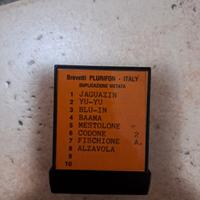 Brevetti PLURIFON - ITALY
DUPLICAZIONE VIETATA
1 JAGUAZIN
2 YU-YU
3 BLU-IN
4 BAAMA
5 MESTOLONE
6 CODONE 2
7 FISCHIONE A.
8 ALZAVOLA
9
10